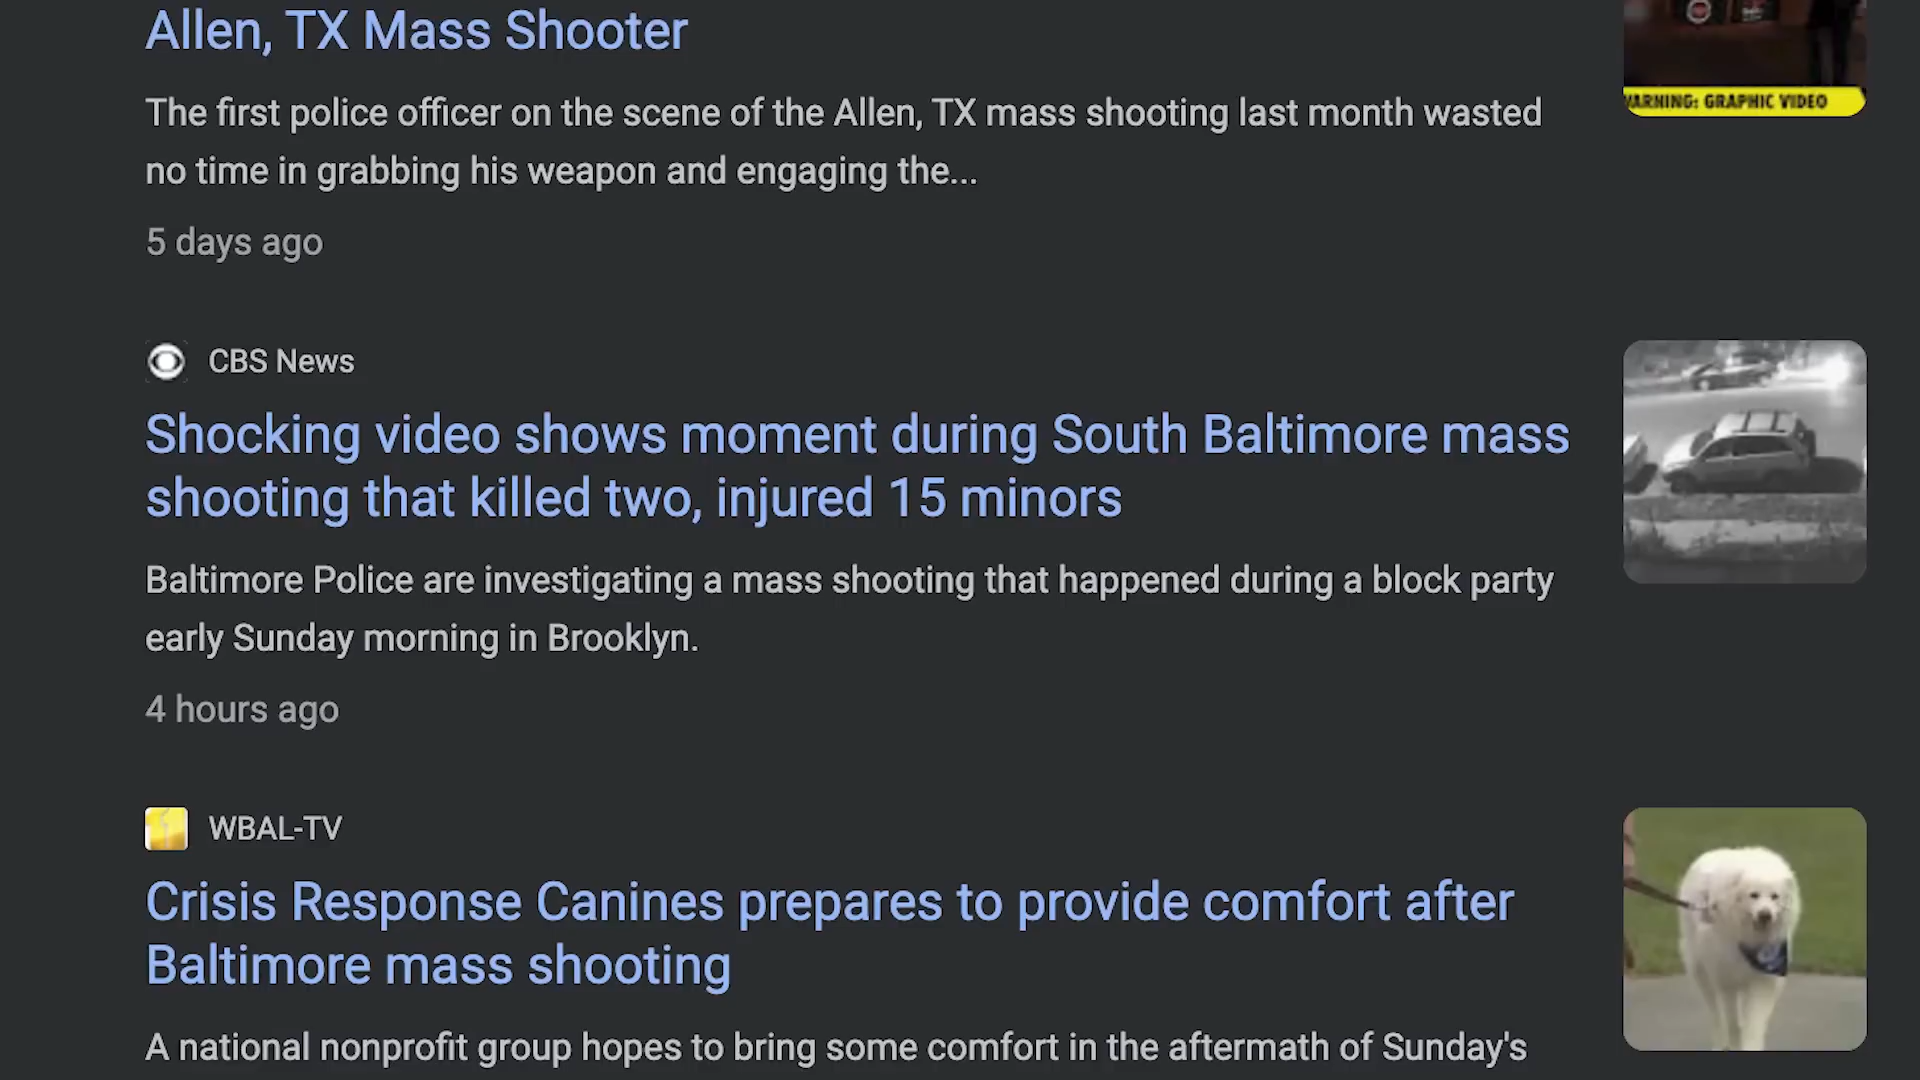 Allen, TX Mass Shooter
The first police officer on the scene of the Allen, TX mass shooting last month wasted
no time in grabbing his weapon and engaging the...
5 days ago
WARNING: GRAPHIC VIDEO
CBS News
Shocking video shows moment during South Baltimore mass
shooting that killed two, injured 15 minors
Baltimore Police are investigating a mass shooting that happened during a block party
early Sunday morning in Brooklyn.
4 hours ago
WBAL-TV
Crisis Response Canines prepares to provide comfort after
Baltimore mass shooting
A national nonprofit group hopes to bring some comfort in the aftermath of Sunday's